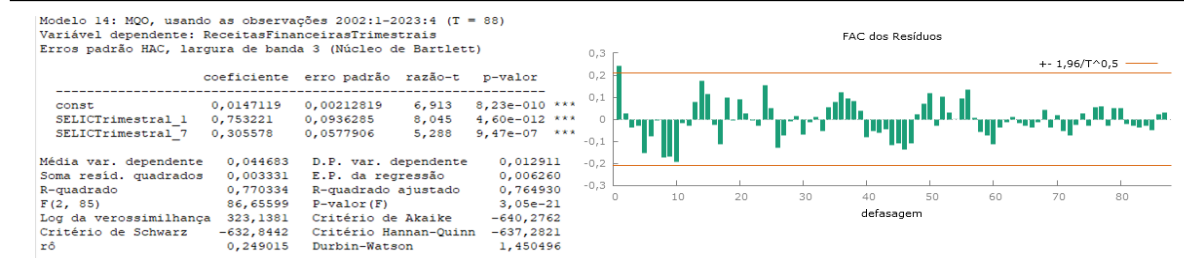 Modelo 14: MQO, usando as observações 2002:1-2023:4 (T = 88)
Variável dependente: ReceitasFinanceirasTrimestrais
Erros padrão HAC, largura de banda 3 (Núcleo de Bartlett)
coeficiente erro padrão razão-t p-valor
const 0,0147119 0,00212819 6,913 8,23e-010 ***
SELICTrimestral_1 0,753221 0,0936285 8,045 4,60e-012 ***
SELICTrimestral_7 0,305578 0,0577906 5,288 9,47e-07 ***
Média var. dependente 0,044683 D.P. var. dependente 0,012911
Soma resíd. quadrados 0,003331 E.P. da regressão 0,006260
R-quadrado 0,770334 R-quadrado ajustado 0,764930
F(2, 85) 86,65599 P-valor(F) 3,05e-21
Log da verossimilhança 323,1381 Critério de Akaike -640,2762
Critério de Schwarz -632,8442 Critério Hannan-Quinn -637,2821
rô 0,249015 Durbin-Watson 1,450496
FAC dos Resíduos
+- 1,96/T^0,5
0,3
0,2
0,1
0
-0,1
-0,2
-0,3
0 10 20 30 40 50 60 70 80
defasagem